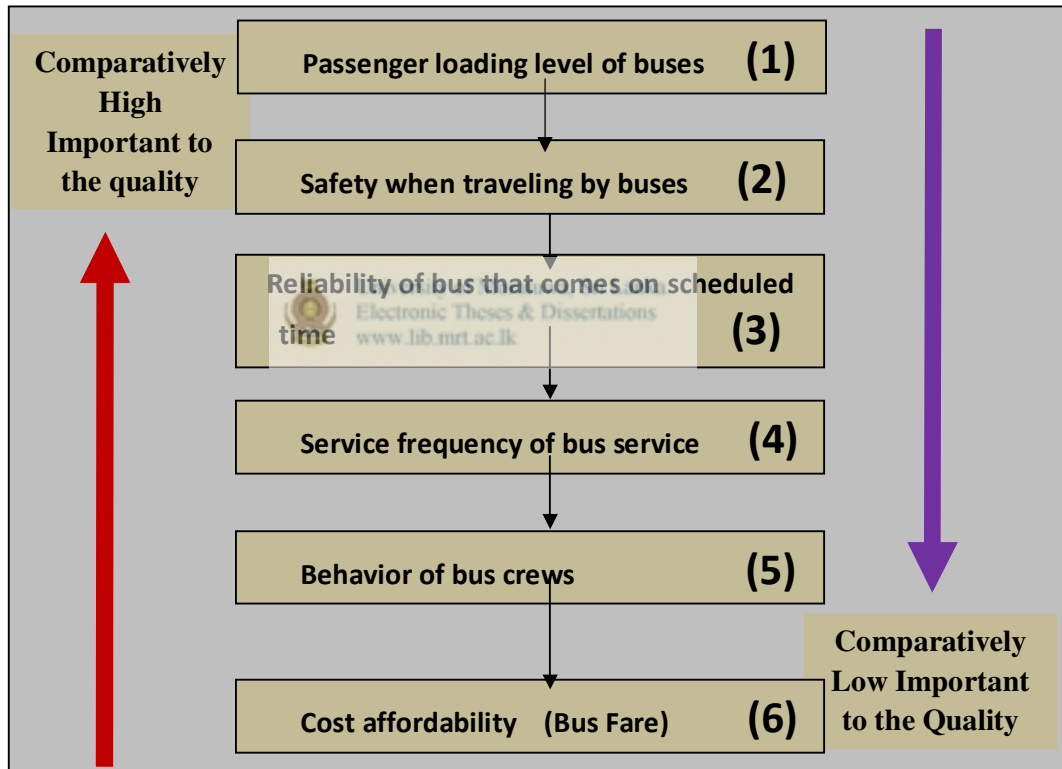 Comparatively
High
Important to
the quality
Passenger loading level of buses (1)
Safety when traveling by buses (2)
Reliability of bus that comes on scheduled
time (3)
Electronic Theses & Dissertations
www.lib.mrt.ac.lk
Service frequency of bus service (4)
Behavior of bus crews (5)
Cost affordability (Bus Fare) (6)
Comparatively
Low Important
to the Quality